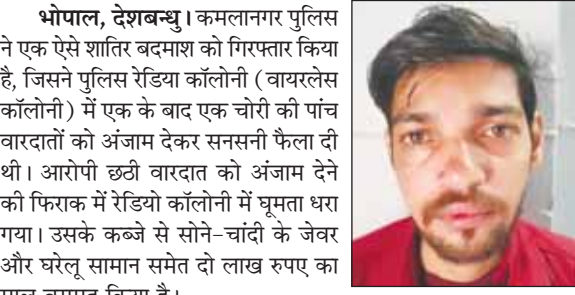 भोपाल, देशबन्धु। कमलानगर पुलिस
ने एक ऐसे शातिर बदमाश को गिरफ्तार किया
है, जिसने पुलिस रेडिया कॉलोनी (वायरलेस
कॉलोनी) में एक के बाद एक चोरी की पांच
वारदातों को अंजाम देकर सनसनी फैला दी
थी। आरोपी छठी वारदात को अंजाम देने
की फिराक में रेडियो कॉलोनी में घूमता धरा
गया। उसके कब्जे से सोने-चांदी के जेवर
और घरेलू सामान समेत दो लाख रुपए का